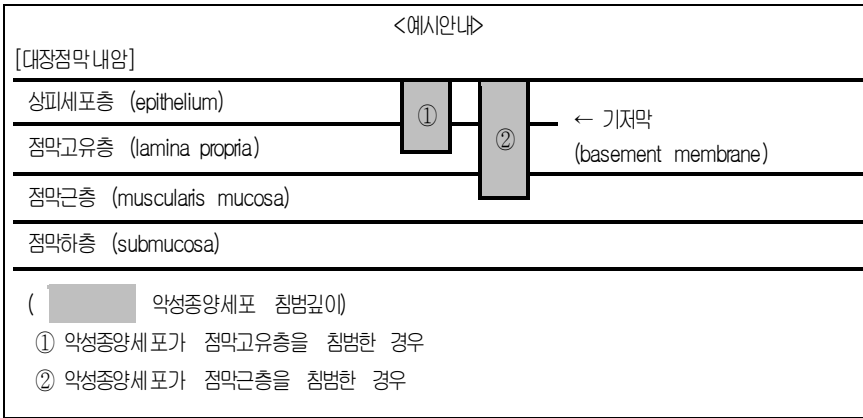 <예시안내>
[대장점막내암]
상피세포층 (epithelium)
①
← 기저막
점막고유층 (lamina propria)
②
(basement membrane)
점막근층 (muscularis mucosa)
점막하층 (submucosa)
( 악성종양세포 침범깊이)
① 악성종양세포가 점막고유층을 침범한 경우
② 악성종양세포가 점막근층을 침범한 경우